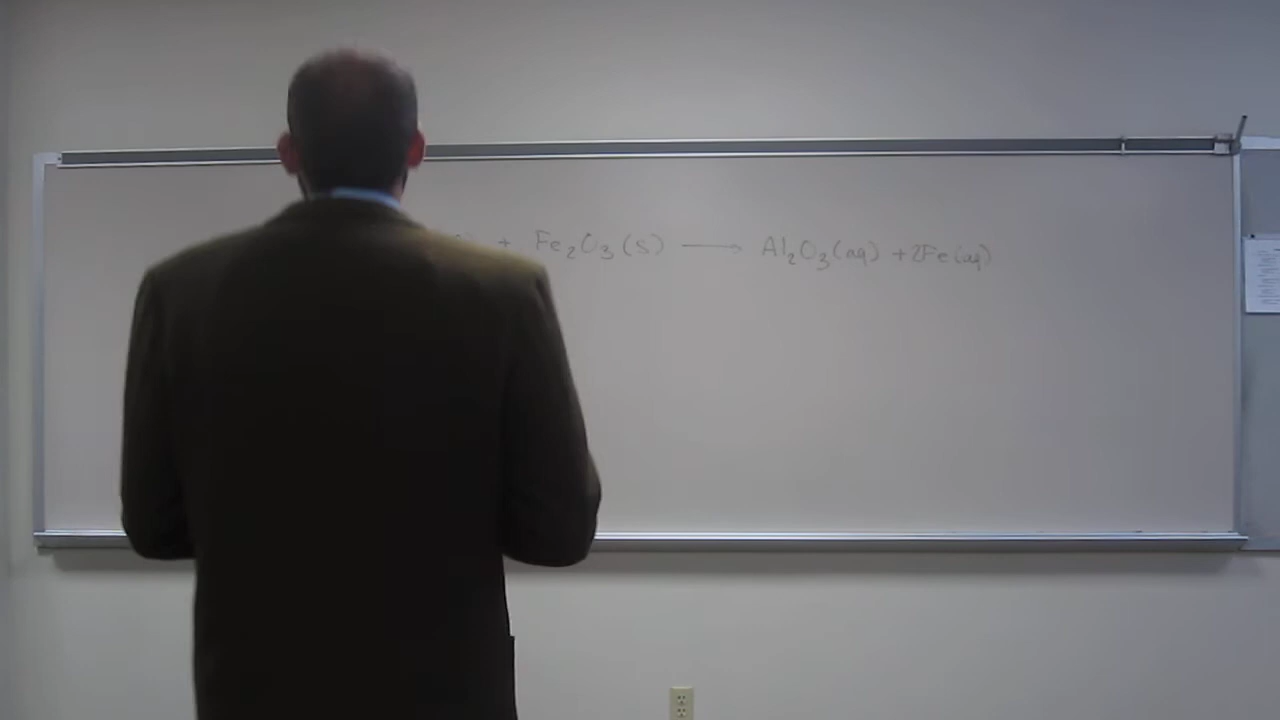 + Fe₂O₃(s) ⟶ Al₂O₃(aq) + 2Fe(aq)